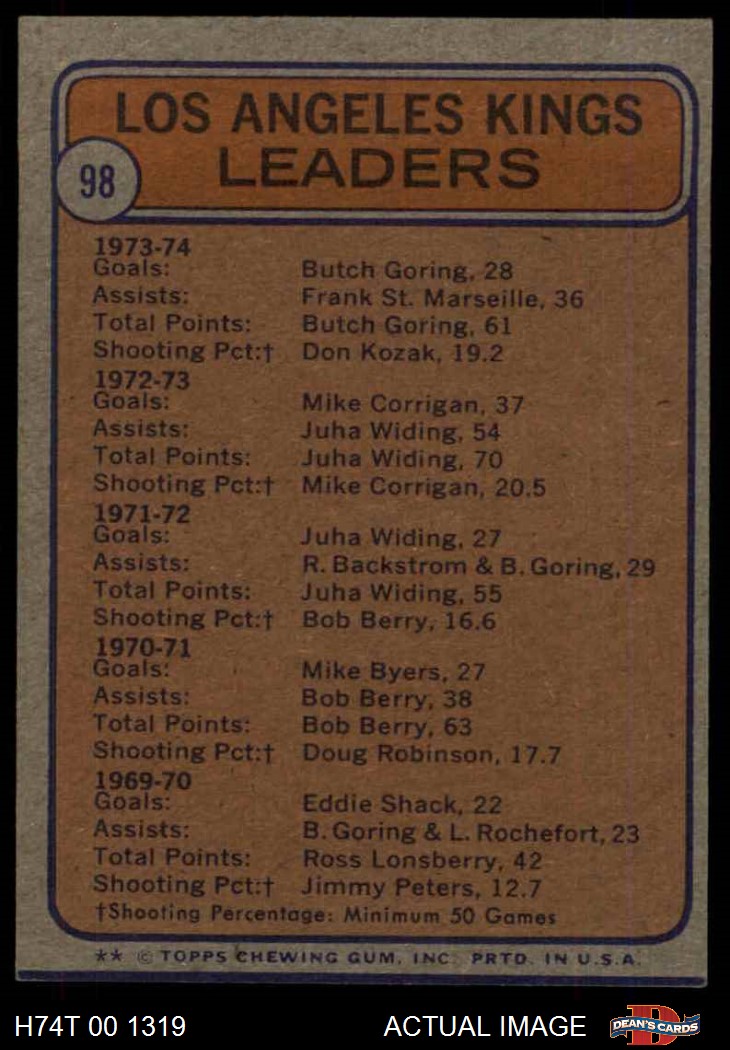 LOS ANGELES KINGS
LEADERS
98
1973-74
Goals: Butch Goring, 28
Assists: Frank St. Marseille, 36
Total Points: Butch Goring, 61
Shooting Pct:† Don Kozak, 19.2
1972-73
Goals: Mike Corrigan, 37
Assists: Juha Widing, 54
Total Points: Juha Widing, 70
Shooting Pct:† Mike Corrigan, 20.5
1971-72
Goals: Juha Widing, 27
Assists: R. Backstrom & B. Goring, 29
Total Points: Juha Widing, 55
Shooting Pct:† Bob Berry, 16.6
1970-71
Goals: Mike Byers, 27
Assists: Bob Berry, 38
Total Points: Bob Berry, 63
Shooting Pct:† Doug Robinson, 17.7
1969-70
Goals: Eddie Shack, 22
Assists: B. Goring & L. Rochefort, 23
Total Points: Ross Lonsberry, 42
Shooting Pct:† Jimmy Peters, 12.7
†Shooting Percentage: Minimum 50 Games
** © TOPPS CHEWING GUM, INC. PRTD. IN U.S.A.
H74T 00 1319 ACTUAL IMAGE
D
DEAN'S CARDS